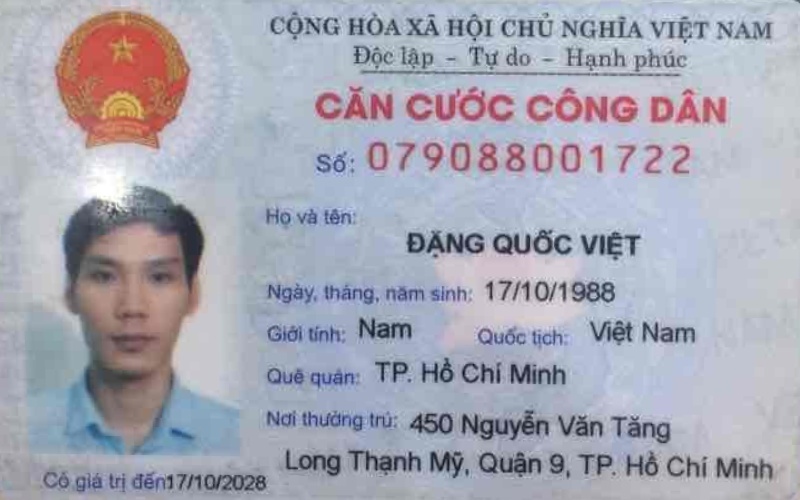 CỘNG HÒA XÃ HỘI CHỦ NGHĨA VIỆT NAM
Độc lập - Tự do - Hạnh phúc
CĂN CƯỚC CÔNG DÂN
Số: 079088001722
Họ và tên:
ĐẶNG QUỐC VIỆT
Ngày, tháng, năm sinh: 17/10/1988
Giới tính: Nam Quốc tịch: Việt Nam
Quê quán: TP. Hồ Chí Minh
Nơi thường trú: 450 Nguyễn Văn Tăng
Long Thạnh Mỹ, Quận 9, TP. Hồ Chí Minh
Có giá trị đến 17/10/2028